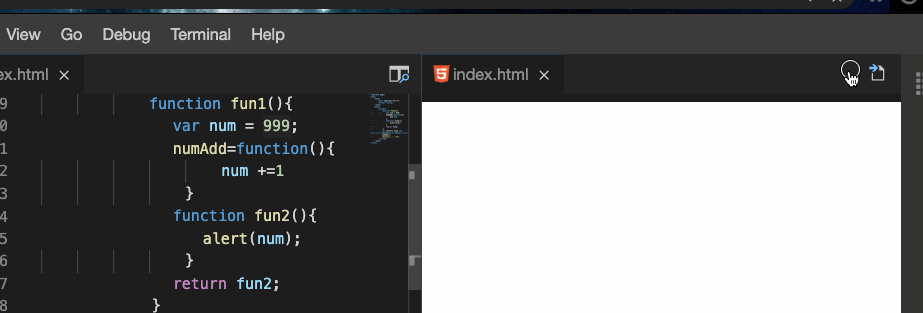 View Go Debug Terminal Help
ex.html × index.html ×
9 function fun1(){
0 var num = 999;
1 numAdd=function(){
2 num +=1
3 }
4 function fun2(){
5 alert(num);
6 }
7 return fun2;
8 }